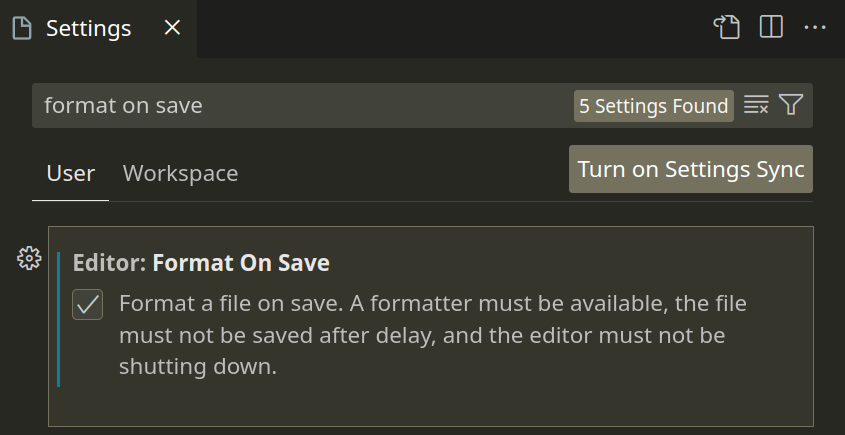 Settings
format on save
5 Settings Found
User Workspace
Turn on Settings Sync
Editor: Format On Save
Format a file on save. A formatter must be available, the file
must not be saved after delay, and the editor must not be
shutting down.